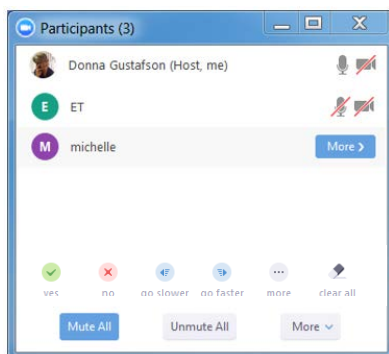 Participants (3)
Donna Gustafson (Host, me)
E ET
M michelle More >
yes no go slower go faster more clear all
Mute All Unmute All More